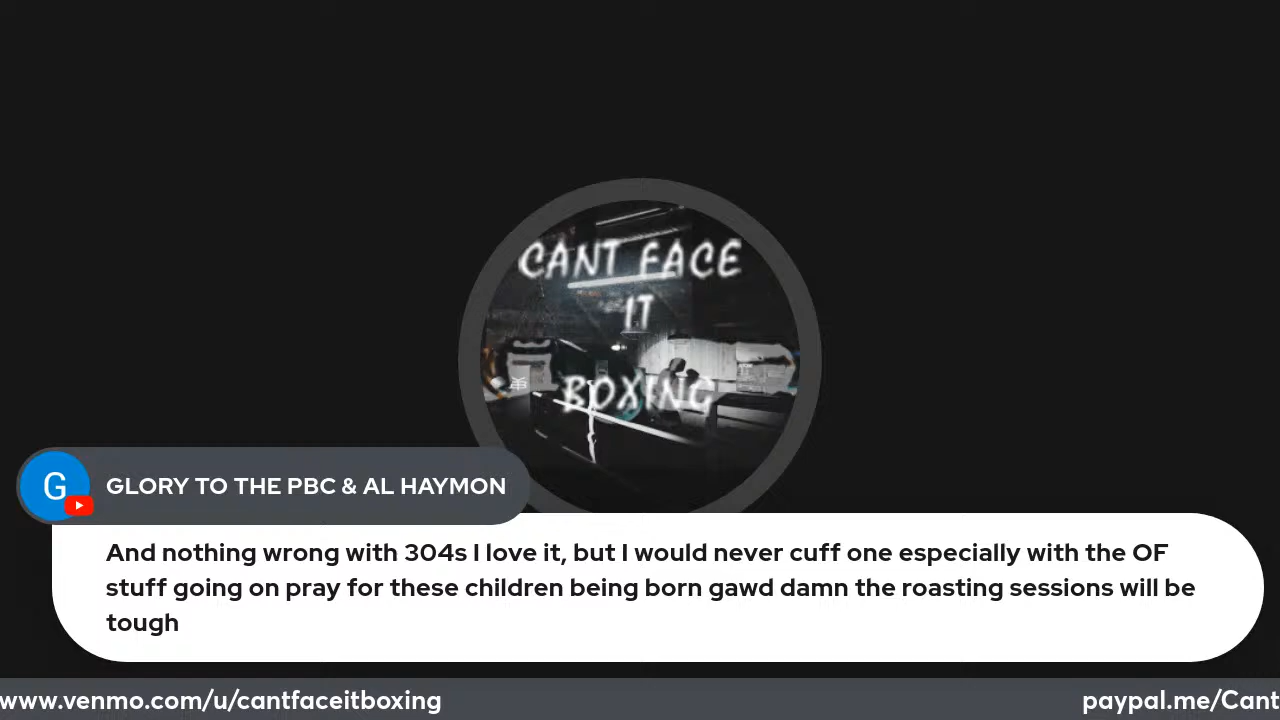 CANT FACE
IT
BOXING
G
GLORY TO THE PBC & AL HAYMON
And nothing wrong with 304s I love it, but I would never cuff one especially with the OF
stuff going on pray for these children being born gawd damn the roasting sessions will be
tough
www.venmo.com/u/cantfaceitboxing
paypal.me/Cant